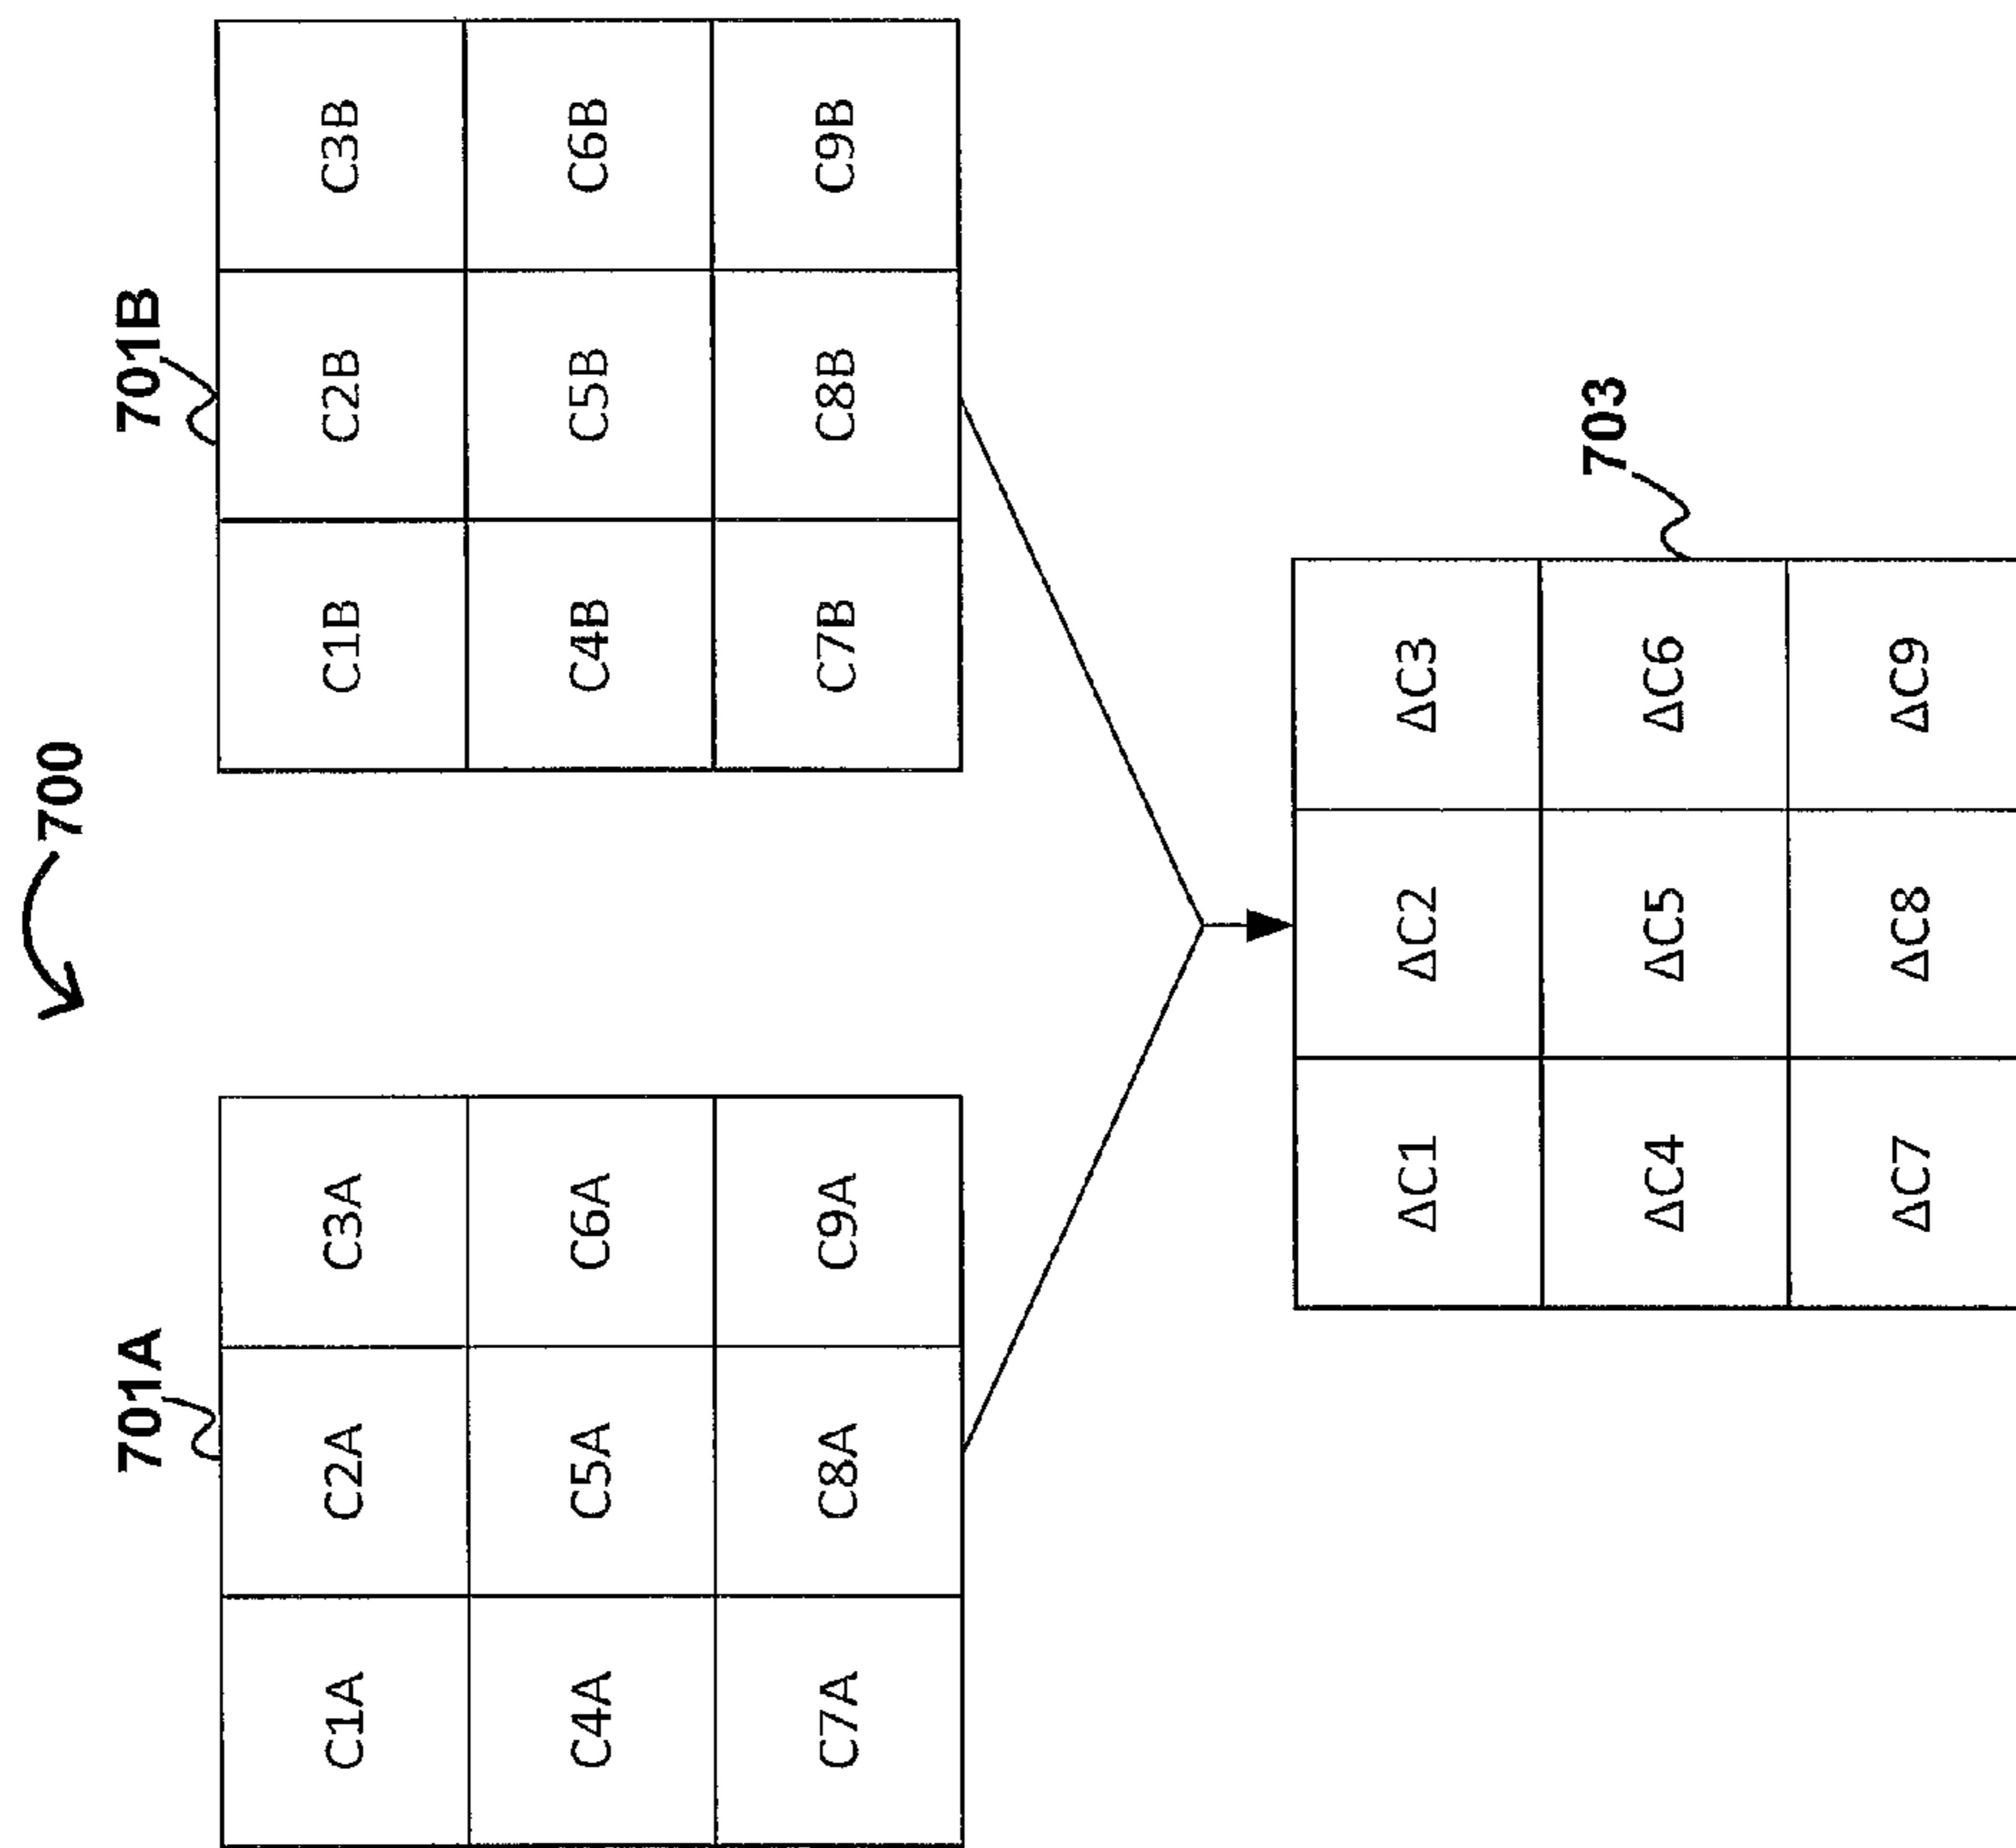 700
701A
701B
C1A C2A C3A
C4A C5A C6A
C7A C8A C9A
C1B C2B C3B
C4B C5B C6B
C7B C8B C9B
703
ΔC1 ΔC2 ΔC3
ΔC4 ΔC5 ΔC6
ΔC7 ΔC8 ΔC9